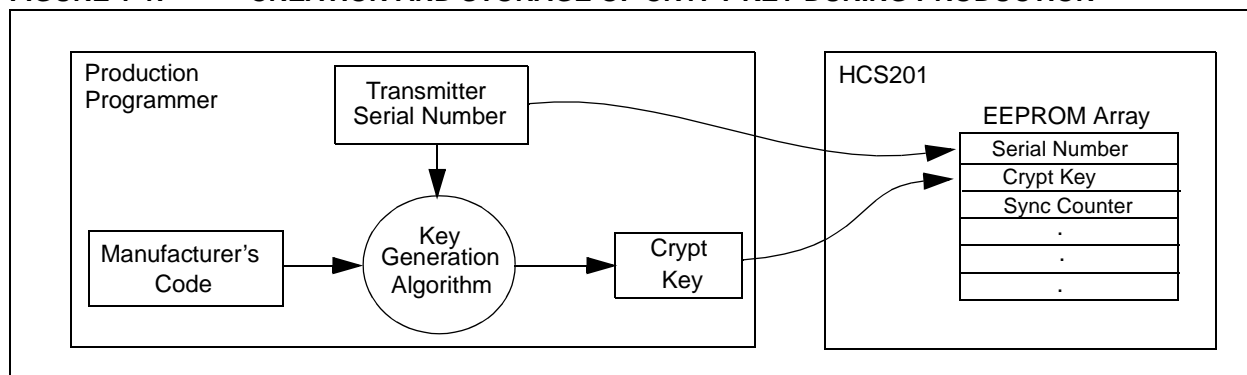 Production
Programmer
Transmitter
Serial Number
Manufacturer's
Code
Key
Generation
Algorithm
Crypt
Key
HCS201
EEPROM Array
Serial Number
Crypt Key
Sync Counter
.
.
.